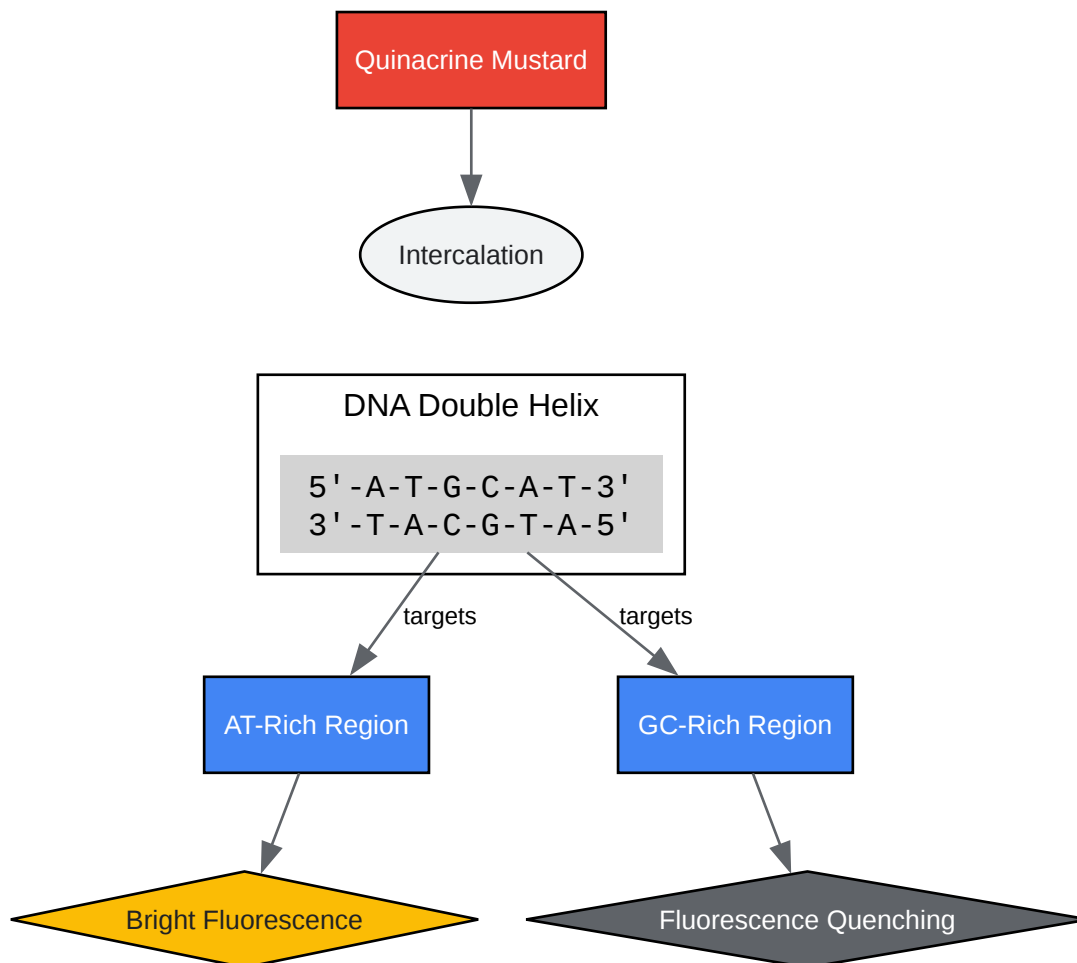 Quinacrine Mustard
Intercalation
DNA Double Helix
5'-A-T-G-C-A-T-3'
3'-T-A-C-G-T-A-5'
targets
targets
AT-Rich Region
GC-Rich Region
Bright Fluorescence
Fluorescence Quenching